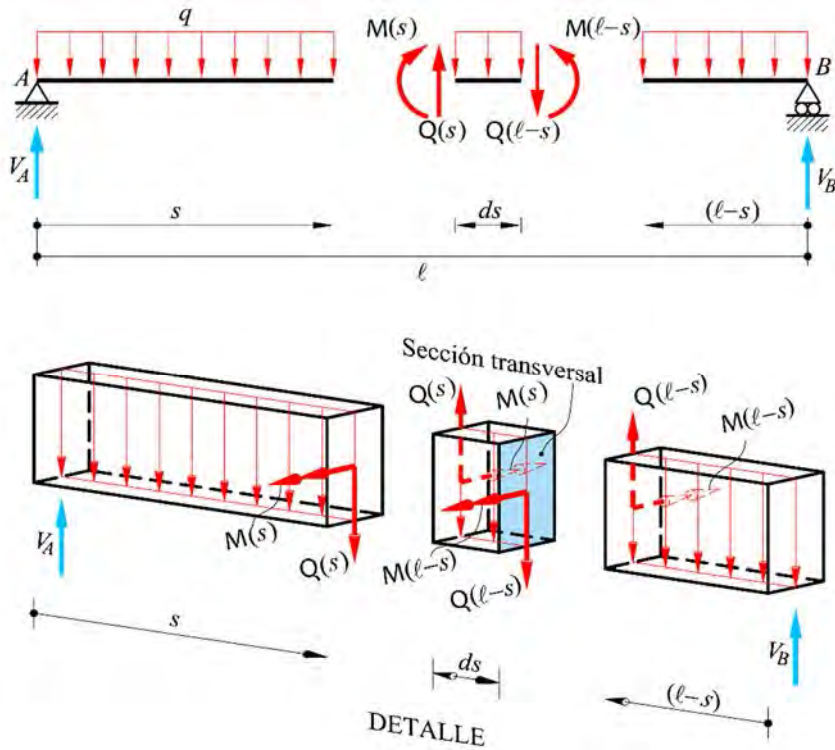 q
M(s)
M(ℓ−s)
A
B
Q(s)
Q(ℓ−s)
V_A
V_B
s
ds
(ℓ−s)
ℓ
Sección transversal
Q(s)
M(s)
Q(ℓ−s)
M(ℓ−s)
M(s)
Q(s)
M(ℓ−s)
Q(ℓ−s)
V_A
V_B
s
ds
(ℓ−s)
DETALLE